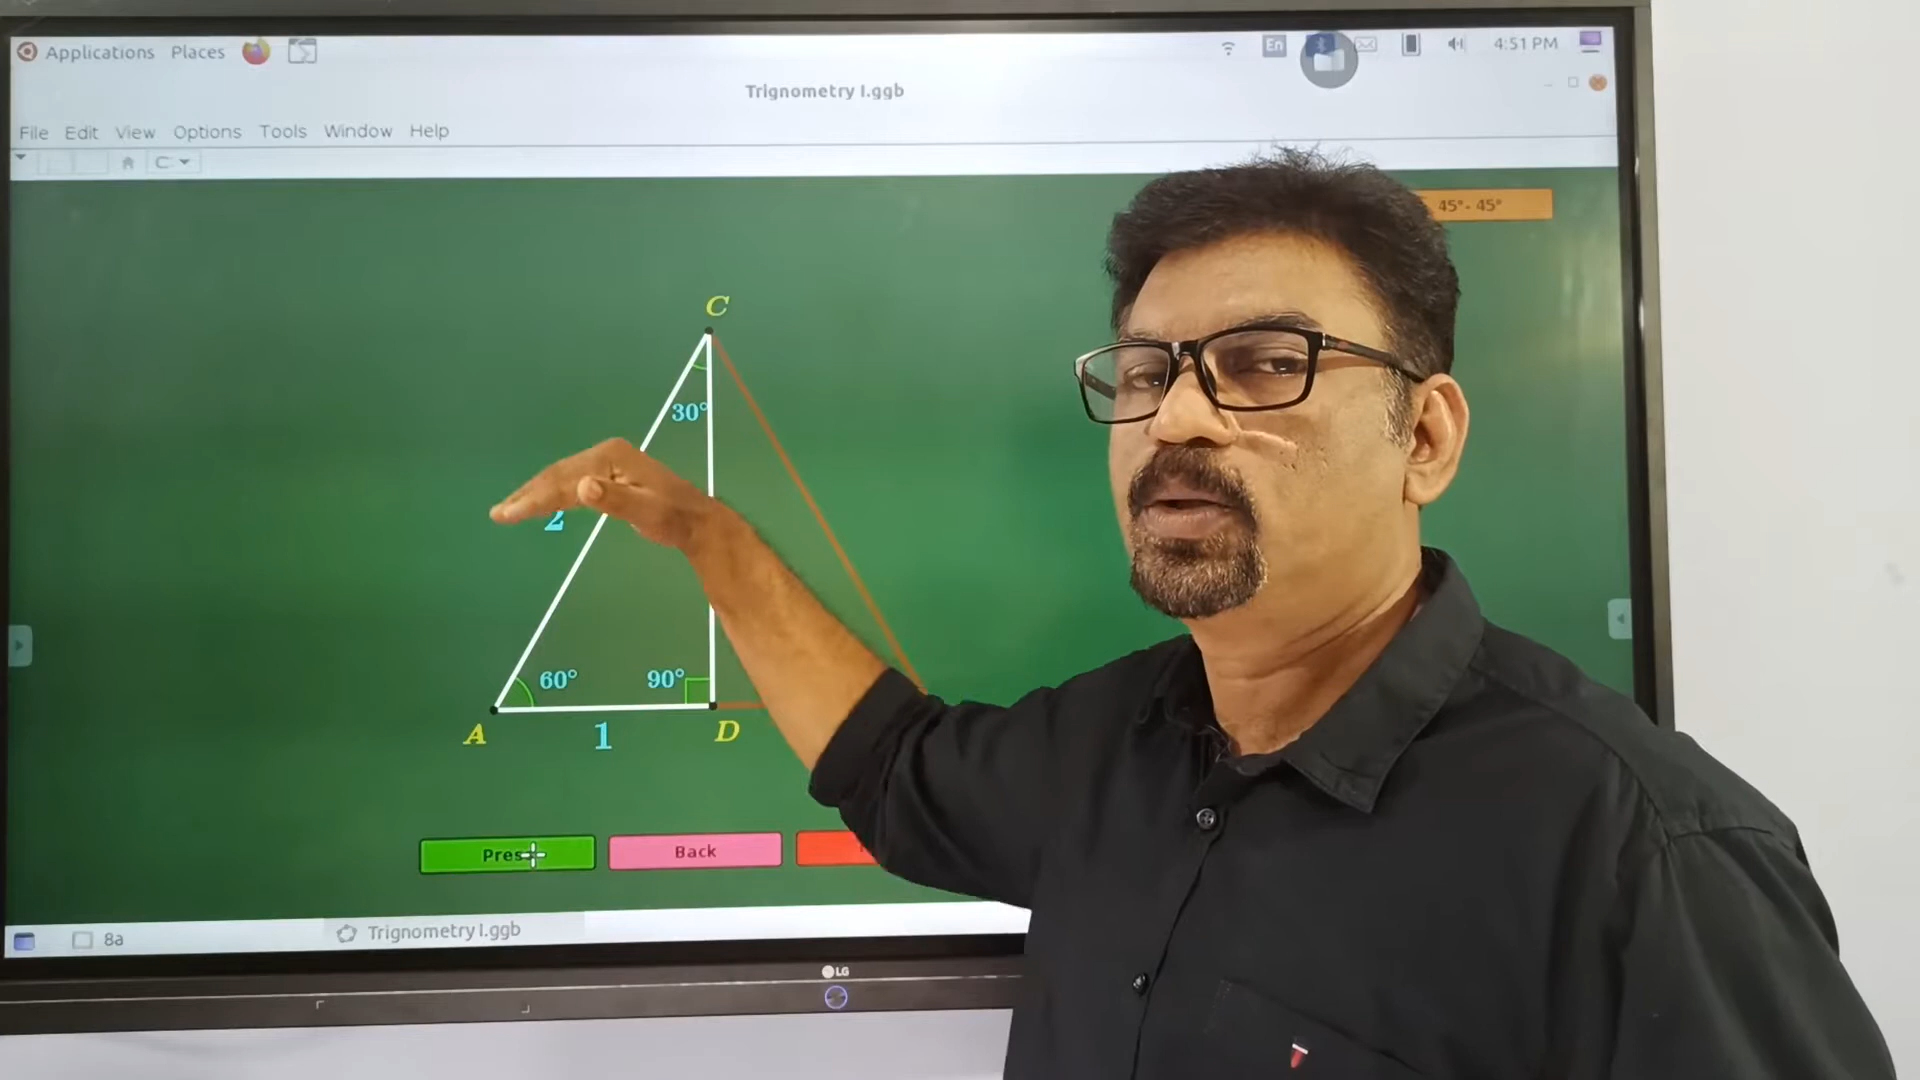 Applications Places
En
4:51 PM
Trignometry I.ggb
File Edit View Options Tools Window Help
45°- 45°
C
30°
2
60°
90°
A
1
D
Back
8a
Trignometry I.ggb
LG